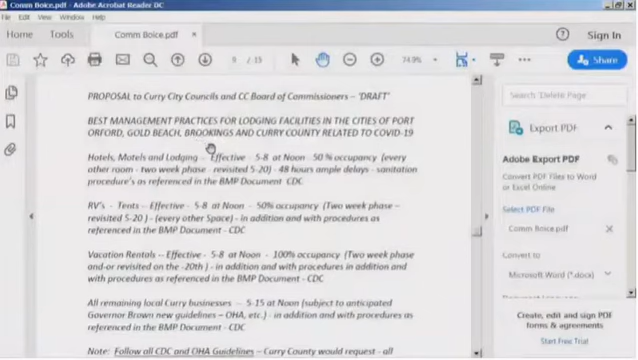 Comm Boice.pdf - Adobe Acrobat Reader DC
File Edit View Window Help
Home Tools Comm Boice.pdf × Sign In
9 / 15 74.9% Share
PROPOSAL to Curry City Councils and CC Board of Commissioners – 'DRAFT'
BEST MANAGEMENT PRACTICES FOR LODGING FACILITIES IN THE CITIES OF PORT
ORFORD, GOLD BEACH, BROOKINGS AND CURRY COUNTY RELATED TO COVID-19
Hotels, Motels and Lodging – Effective - 5-8 at Noon - 50 % occupancy (every
other room - two week phase - revisited 5-20) - 48 hours ample delays - sanitation
procedure's as referenced in the BMP Document CDC
RV's - Tents – Effective - 5-8 at Noon - 50% occupancy (Two week phase –
revisited 5-20 ) - (every other Space) - in addition and with procedures as
referenced in the BMP Document - CDC
Vacation Rentals – Effective - 5-8 at Noon - 100% occupancy (Two week phase
and-or revisited on the -20th ) - in addition and with procedures in addition and
with procedures as referenced in the BMP Document - CDC
All remaining local Curry businesses – 5-15 at Noon (subject to anticipated
Governor Brown new guidelines – OHA, etc.) - in addition and with procedures as
referenced in the BMP Document - CDC
Note: Follow all CDC and OHA Guidelines – Curry County would request - all
Search 'Delete Page'
Export PDF
Adobe Export PDF
Convert PDF Files to Word
or Excel Online
Select PDF File
Comm Boice.pdf ×
Convert to
Microsoft Word (*.docx)
Create, edit and sign PDF
forms & agreements
Start Free Trial